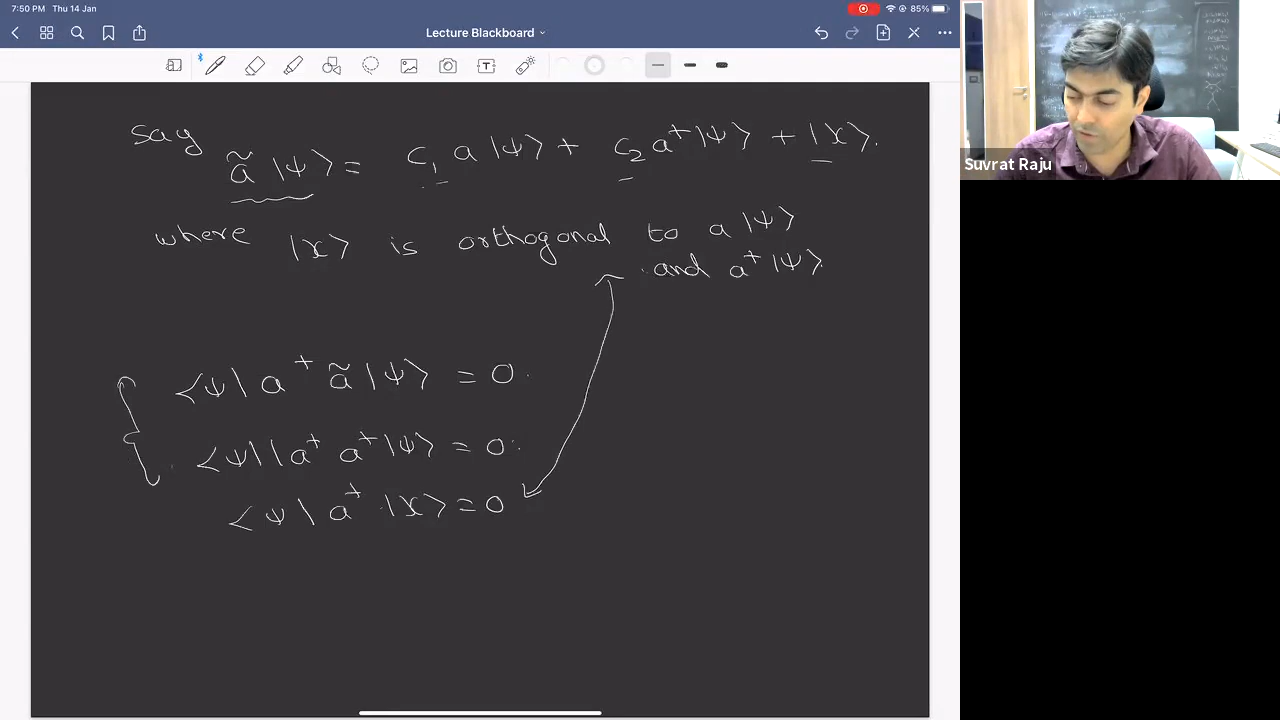 7:50 PM Thu 14 Jan
85%
Lecture Blackboard
Suvrat Raju
say
ã |ψ⟩ = c₁ a |ψ⟩ + c₂ a† |ψ⟩ + |x⟩.
where |x⟩ is orthogonal to a |ψ⟩
and a† |ψ⟩.
⟨ψ| a† ã |ψ⟩ = 0.
⟨ψ| |a† a† |ψ⟩ = 0.
⟨ψ| a† |x⟩ = 0